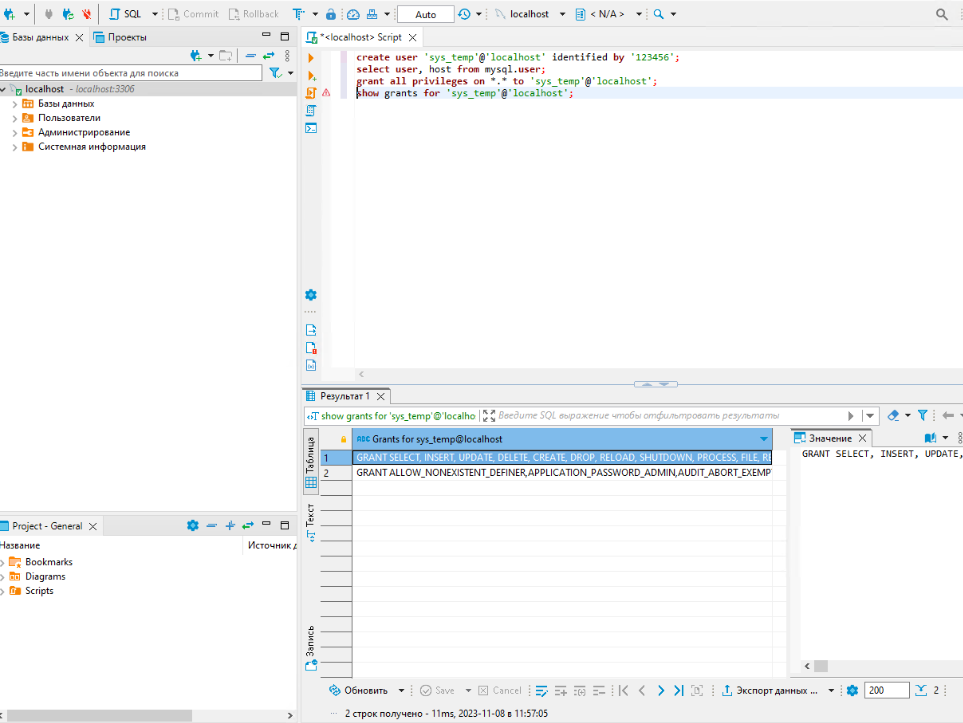 SQL Commit Rollback Auto localhost < N/A >
Базы данных Проекты
*<localhost> Script
Введите часть имени объекта для поиска
localhost - localhost:3306
Базы данных
Пользователи
Администрирование
Системная информация
create user 'sys_temp'@'localhost' identified by '123456';
select user, host from mysql.user;
grant all privileges on *.* to 'sys_temp'@'localhost';
show grants for 'sys_temp'@'localhost';
Project - General
Название Источник д
Bookmarks
Diagrams
Scripts
Результат 1
show grants for 'sys_temp'@'localho Введите SQL выражение чтобы отфильтровать результаты
Таблица
Текст
Запись
ABC Grants for sys_temp@localhost
1 GRANT SELECT, INSERT, UPDATE, DELETE, CREATE, DROP, RELOAD, SHUTDOWN, PROCESS, FILE, RE
2 GRANT ALLOW_NONEXISTENT_DEFINER,APPLICATION_PASSWORD_ADMIN,AUDIT_ABORT_EXEMP
Значение
GRANT SELECT, INSERT, UPDATE,
Обновить Save Cancel Экспорт данных ... 200 2
2 строк получено - 11ms, 2023-11-08 в 11:57:05